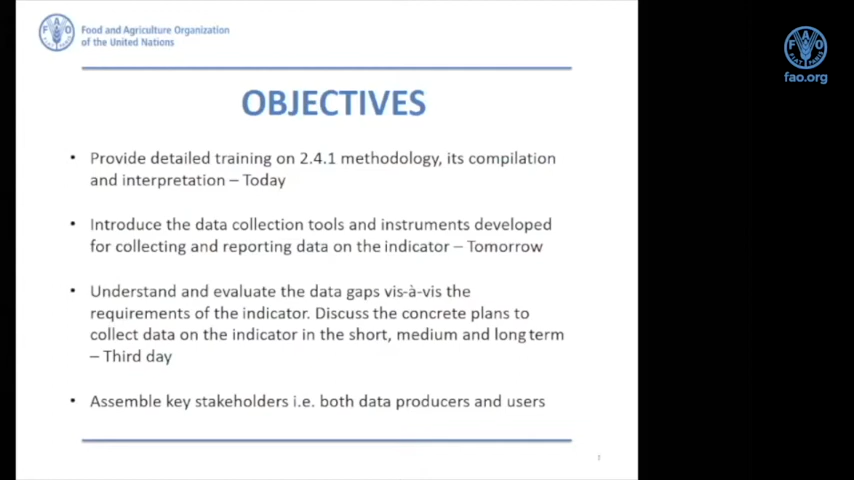 Food and Agriculture Organization
of the United Nations
fao.org
OBJECTIVES
• Provide detailed training on 2.4.1 methodology, its compilation
and interpretation – Today
• Introduce the data collection tools and instruments developed
for collecting and reporting data on the indicator – Tomorrow
• Understand and evaluate the data gaps vis-à-vis the
requirements of the indicator. Discuss the concrete plans to
collect data on the indicator in the short, medium and long term
– Third day
• Assemble key stakeholders i.e. both data producers and users